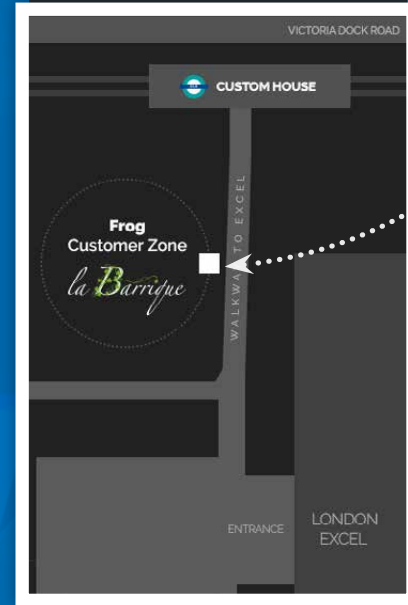 VICTORIA DOCK ROAD
CUSTOM HOUSE
WALKWAY TO EXCEL
Frog
Customer Zone
la Barrique
ENTRANCE
LONDON
EXCEL